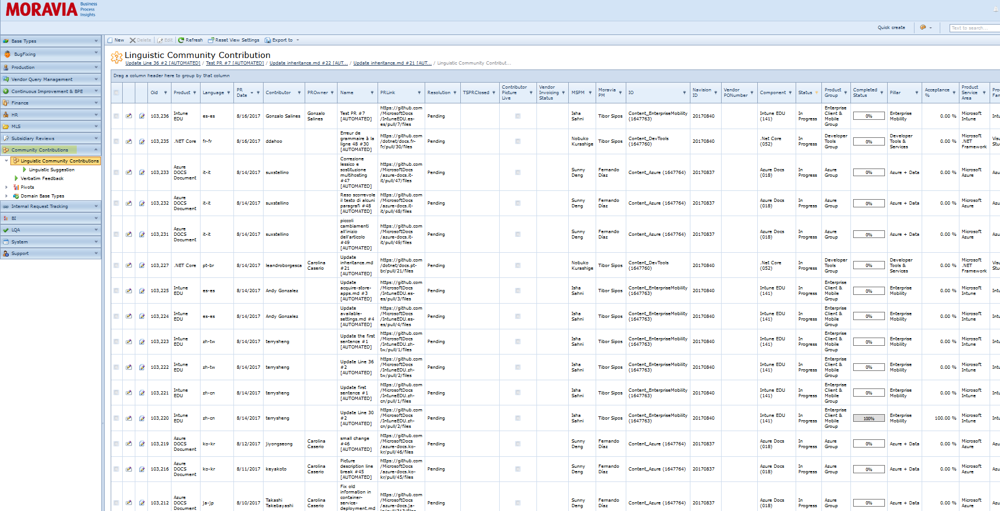 MORAVIA Business
Process
Insights
Quick create
Text to search...
Base Types
BugFixing
Production
Vendor Query Management
Continuous Improvement & BPE
Finance
HR
MLS
Subsidiary Reviews
Community Contributions
Linguistic Community Contributions
Linguistic Suggestion
Verbatim Feedback
Pivots
Domain Base Types
Internal Request Tracking
BI
LQA
System
Support
New Delete Edit Refresh Reset View Settings Export to
Linguistic Community Contribution
Update Line 36 #2 [AUTOMATED] / Test PR #7 [AUTOMATED] / Update inheritance.md #22 [AUT... / Update inheritance.md #21 [AUT... / Linguistic Community Contribut...
Drag a column header here to group by that column
Oid Product Language PR Date Contributor PROwner Name PRLink Resolution TSPRClosed Contributor Picture Live Vendor Invoicing Status MSPM Moravia PM IO Navision ID Vendor PONumber Component Status Product Group Completed Status Pillar Acceptance % Product Service Area
103,236 Intune EDU es-es 8/16/2017 Gonzalo Salines Gonzalo Salines Test PR #7 [AUTOMATED] https://github.com/MicrosoftDocs/IntuneEDU.es-es/pull/7/files Pending Isha Sahni Tibor Sipos Content_EnterpriseMobility (1647763) 20170840 Intune EDU (141) In Progress Enterprise Client & Mobile Group 0% Enterprise Mobility 0.00 % Microsoft Intune
103,235 .NET Core fr-fr 8/16/2017 ddahoo Erreur de grammaire à la ligne 48 #30 [AUTOMATED] https://github.com/dotnet/docs.fr-fr/pull/30/files Pending Nobuko Kurashige Tibor Sipos Content_DevTools (1647760) 20170840 .Net Core (052) In Progress Developer Tools Group 0% Developer Tools & Services 0.00 % Microsoft .NET Framework
103,233 Azure DOCS Document it-it 8/14/2017 suxstellino Correzione lessico e sostituzione multihosting #47 [AUTOMATED] https://github.com/MicrosoftDocs/azure-docs.it-it/pull/47/files Pending Sunny Deng Fernando Díaz Content_Azure (1647764) 20170837 Azure Docs (018) In Progress Azure Group 0% Azure + Data 0.00 % Microsoft Azure
103,232 Azure DOCS Document it-it 8/14/2017 suxstellino Reso scorrevole il testo di alcuni paragrafi #48 [AUTOMATED] https://github.com/MicrosoftDocs/azure-docs.it-it/pull/48/files Pending Sunny Deng Fernando Díaz Content_Azure (1647764) 20170837 Azure Docs (018) In Progress Azure Group 0% Azure + Data 0.00 % Microsoft Azure
103,231 Azure DOCS Document it-it 8/14/2017 suxstellino piccoli cambiamenti all'inizio dell'articolo #49 [AUTOMATED] https://github.com/MicrosoftDocs/azure-docs.it-it/pull/49/files Pending Sunny Deng Fernando Díaz Content_Azure (1647764) 20170837 Azure Docs (018) In Progress Azure Group 0% Azure + Data 0.00 % Microsoft Azure
103,227 .NET Core pt-br 8/14/2017 leandroborgesca Carolina Caserio Update inheritance.md #21 [AUTOMATED] https://github.com/dotnet/docs.pt-br/pull/21/files Pending Nobuko Kurashige Tibor Sipos Content_DevTools (1647760) 20170840 .Net Core (052) In Progress Developer Tools Group 0% Developer Tools & Services 0.00 % Microsoft .NET Framework
103,225 Intune EDU es-es 8/14/2017 Andy Gonzalez Update acquire-store-apps.md #3 [AUTOMATED] https://github.com/MicrosoftDocs/IntuneEDU.es-es/pull/3/files Pending Isha Sahni Tibor Sipos Content_EnterpriseMobility (1647763) 20170840 Intune EDU (141) In Progress Enterprise Client & Mobile Group 0% Enterprise Mobility 0.00 % Microsoft Intune
103,224 Intune EDU es-es 8/14/2017 Andy Gonzalez Update available-settings.md #4 [AUTOMATED] https://github.com/MicrosoftDocs/IntuneEDU.es-es/pull/4/files Pending Isha Sahni Tibor Sipos Content_EnterpriseMobility (1647763) 20170840 Intune EDU (141) In Progress Enterprise Client & Mobile Group 0% Enterprise Mobility 0.00 % Microsoft Intune
103,223 Intune EDU zh-tw 8/14/2017 terrysheng Update the first sentence #1 [AUTOMATED] https://github.com/MicrosoftDocs/IntuneEDU.zh-tw/pull/1/files Pending Isha Sahni Tibor Sipos Content_EnterpriseMobility (1647763) 20170840 Intune EDU (141) In Progress Enterprise Client & Mobile Group 0% Enterprise Mobility 0.00 % Microsoft Intune
103,222 Intune EDU zh-tw 8/14/2017 terrysheng Update Line 36 #2 [AUTOMATED] https://github.com/MicrosoftDocs/IntuneEDU.zh-tw/pull/2/files Pending Isha Sahni Tibor Sipos Content_EnterpriseMobility (1647763) 20170840 Intune EDU (141) In Progress Enterprise Client & Mobile Group 0% Enterprise Mobility 0.00 % Microsoft Intune
103,221 Intune EDU zh-cn 8/14/2017 terrysheng Update first sentence #1 [AUTOMATED] https://github.com/MicrosoftDocs/IntuneEDU.zh-cn/pull/1/files Pending Isha Sahni Tibor Sipos Content_EnterpriseMobility (1647763) 20170840 Intune EDU (141) In Progress Enterprise Client & Mobile Group 0% Enterprise Mobility 0.00 % Microsoft Intune
103,220 Intune EDU zh-cn 8/14/2017 terrysheng Update Line 30 #2 [AUTOMATED] https://github.com/MicrosoftDocs/IntuneEDU.zh-cn/pull/2/files Pending Isha Sahni Tibor Sipos Content_EnterpriseMobility (1647763) 20170840 Intune EDU (141) In Progress Enterprise Client & Mobile Group 100% Enterprise Mobility 100.00 % Microsoft Intune
103,219 Azure DOCS Document ko-kr 8/12/2017 jiyongseong Carolina Caserio small change #46 [AUTOMATED] https://github.com/MicrosoftDocs/azure-docs.ko-kr/pull/46/files Pending Sunny Deng Fernando Díaz Content_Azure (1647764) 20170837 Azure Docs (018) In Progress Azure Group 0% Azure + Data 0.00 % Microsoft Azure
103,216 Azure DOCS Document ko-kr 8/11/2017 keyakoto Carolina Caserio Picture description line break #45 [AUTOMATED] https://github.com/MicrosoftDocs/azure-docs.ko-kr/pull/45/files Pending Sunny Deng Fernando Díaz Content_Azure (1647764) 20170837 Azure Docs (018) In Progress Azure Group 0% Azure + Data 0.00 % Microsoft Azure
103,212 Azure DOCS Document ja-jp 8/10/2017 Takashi Takebayashi Carolina Caserio Fix old information in container-service-deployment.md https://github.com/MicrosoftDocs/azure-docs.ja- Pending Sunny Deng Fernando Díaz Content_Azure (1647764) 20170837 Azure Docs (018) In Progress Azure Group 0% Azure + Data 0.00 % Microsoft Azure